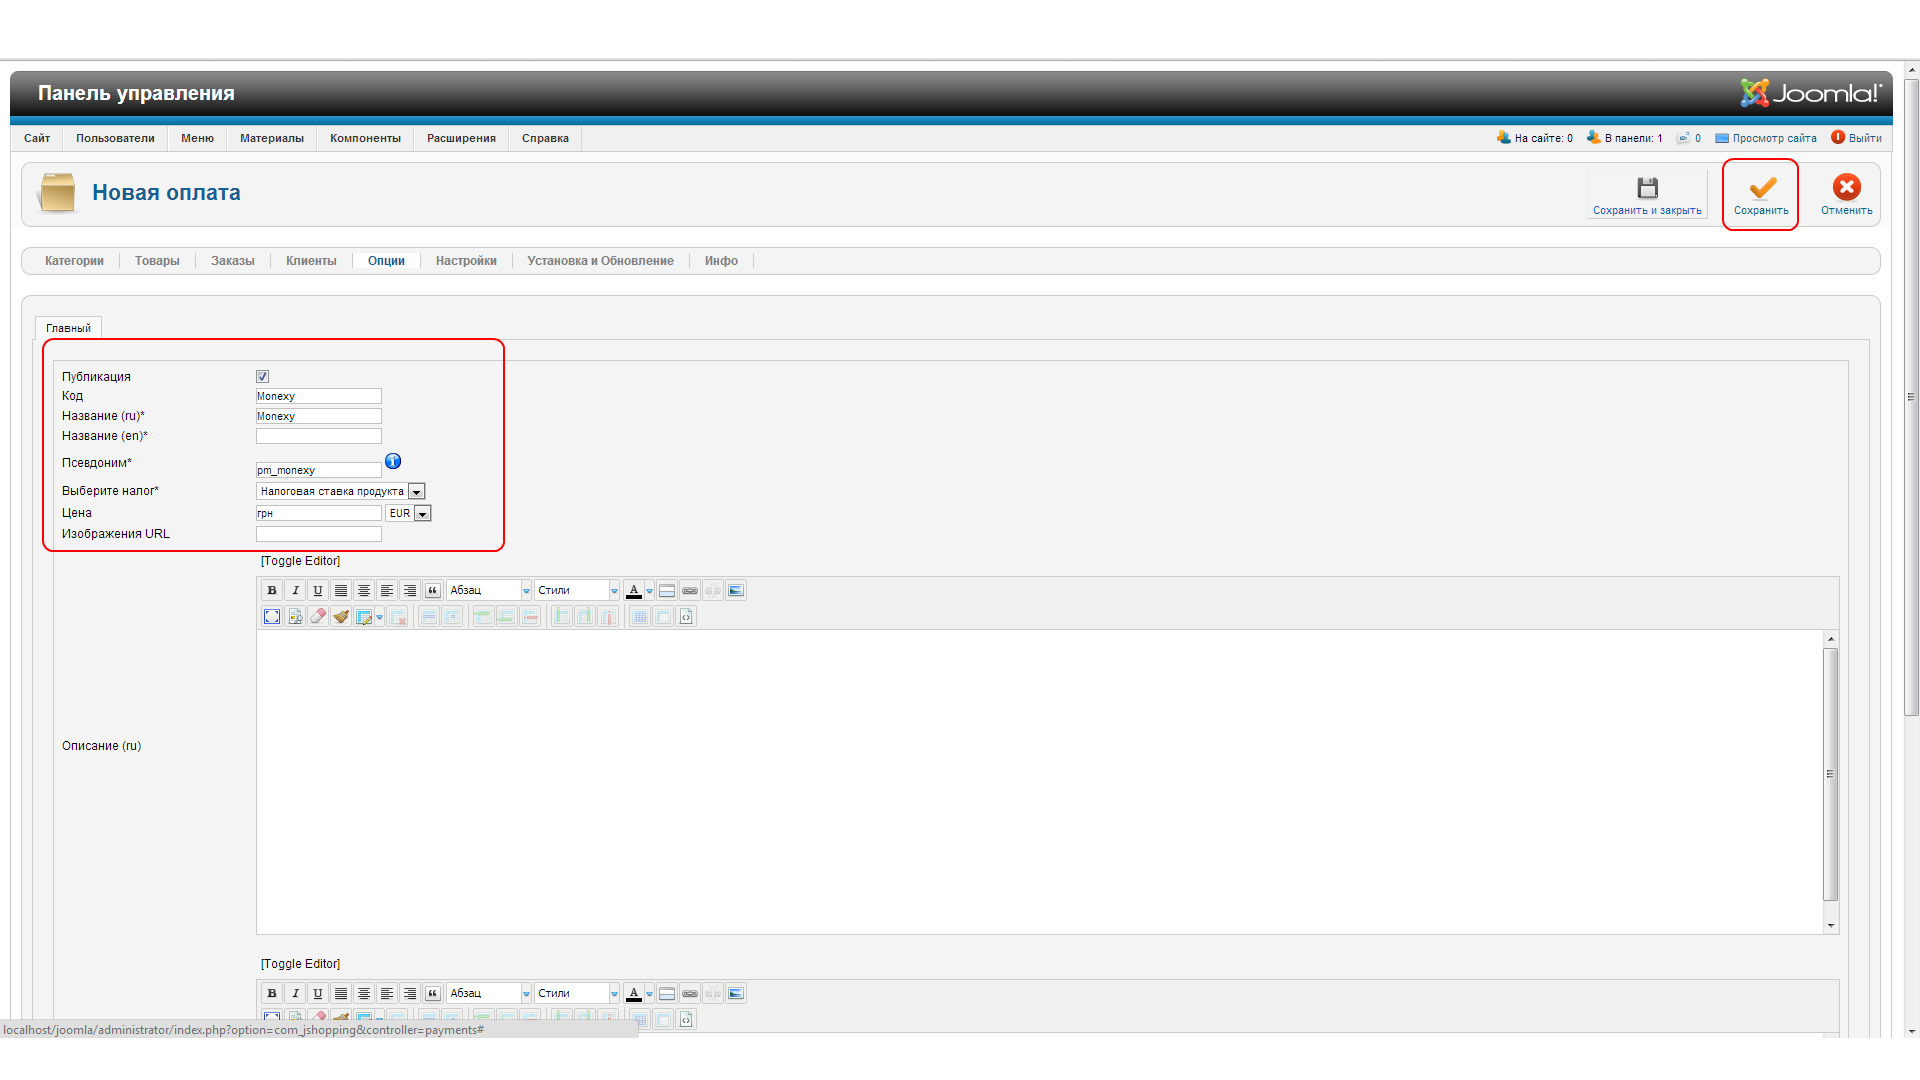 Панель управления
Joomla!
Сайт Пользователи Меню Материалы Компоненты Расширения Справка На сайте: 0 В панели: 1 0 Просмотр сайта Выйти
Новая оплата
Сохранить и закрыть Сохранить Отменить
Категории Товары Заказы Клиенты Опции Настройки Установка и Обновление Инфо
Главный
Публикация
Код Monexy
Название (ru)* Monexy
Название (en)*
Псевдоним* pm_monexy
Выберите налог* Налоговая ставка продукта
Цена грн EUR
Изображения URL
[Toggle Editor]
B I U Абзац Стили A
Описание (ru)
[Toggle Editor]
B I U Абзац Стили A
localhost/joomla/administrator/index.php?option=com_jshopping&controller=payments#